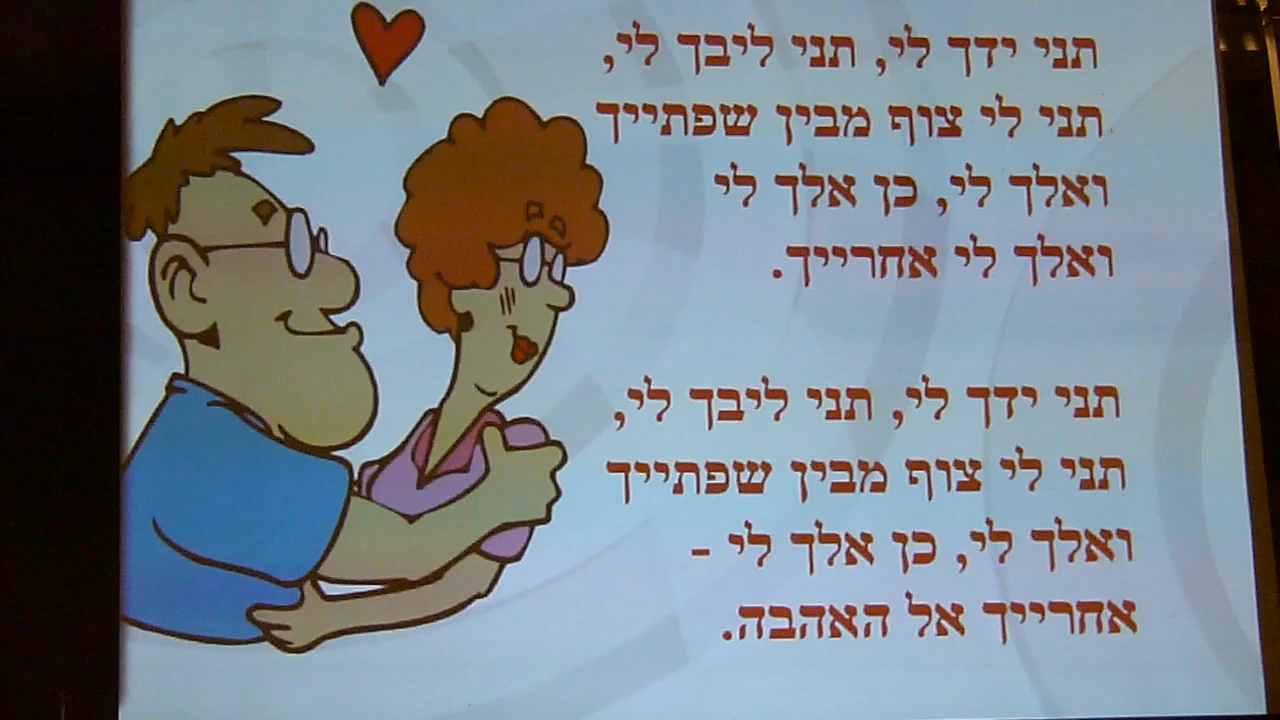 תני ידך לי, תני ליבך לי,
תני לי צוף מבין שפתייך
ואלך לי, כן אלך לי
ואלך לי אחרייך.
תני ידך לי, תני ליבך לי,
תני לי צוף מבין שפתייך
ואלך לי, כן אלך לי -
אחרייך אל האהבה.